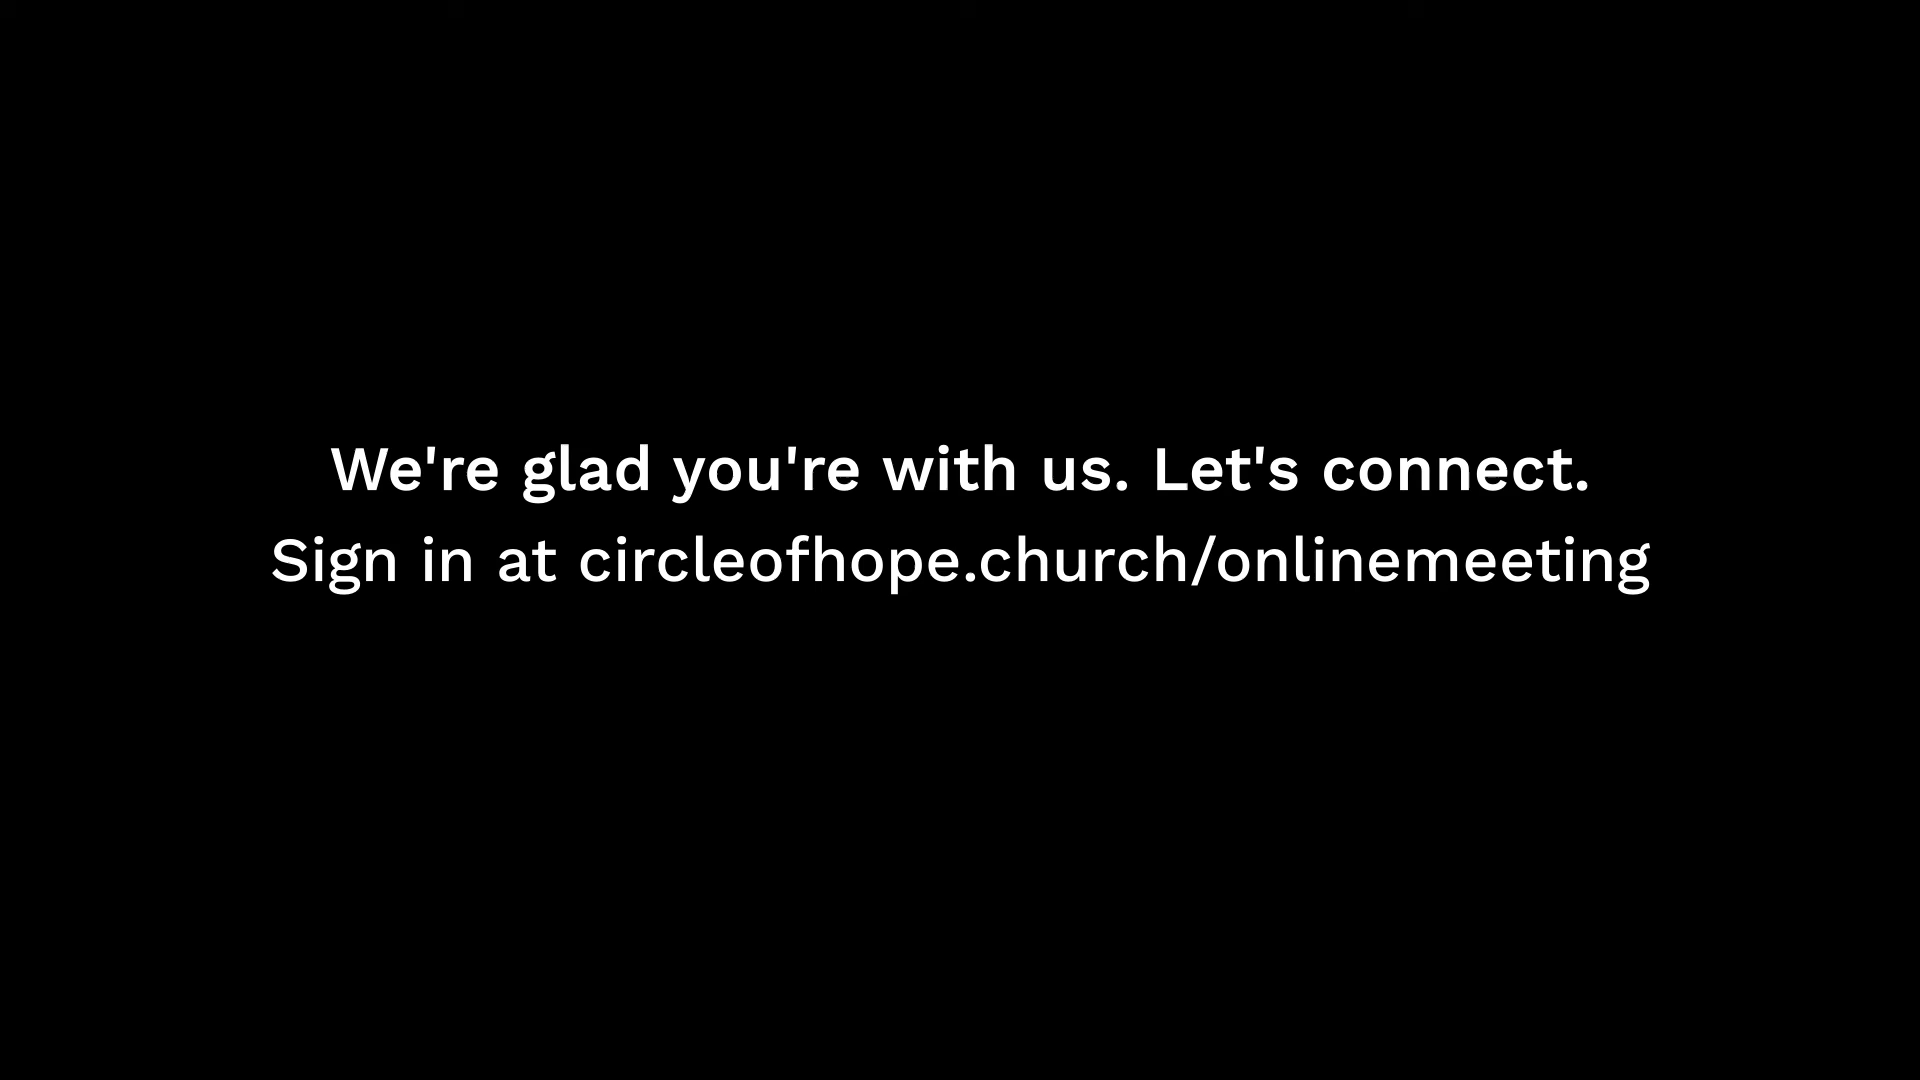 We're glad you're with us. Let's connect.
Sign in at circleofhope.church/onlinemeeting